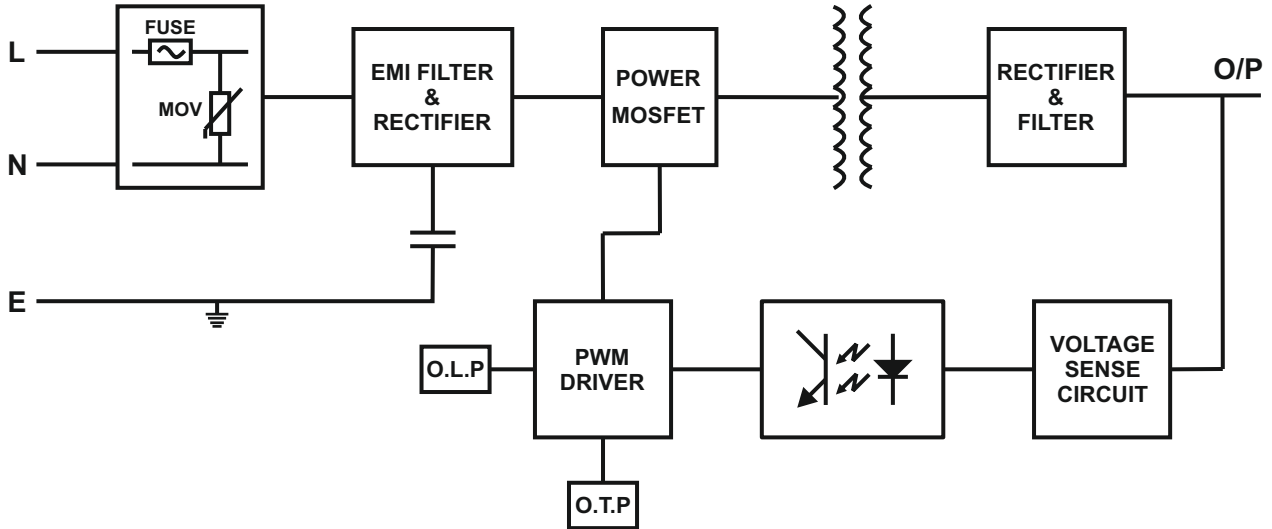 L
FUSE
MOV
N
E
EMI FILTER
&
RECTIFIER
POWER
MOSFET
RECTIFIER
&
FILTER
O/P
O.L.P
PWM
DRIVER
O.T.P
VOLTAGE
SENSE
CIRCUIT